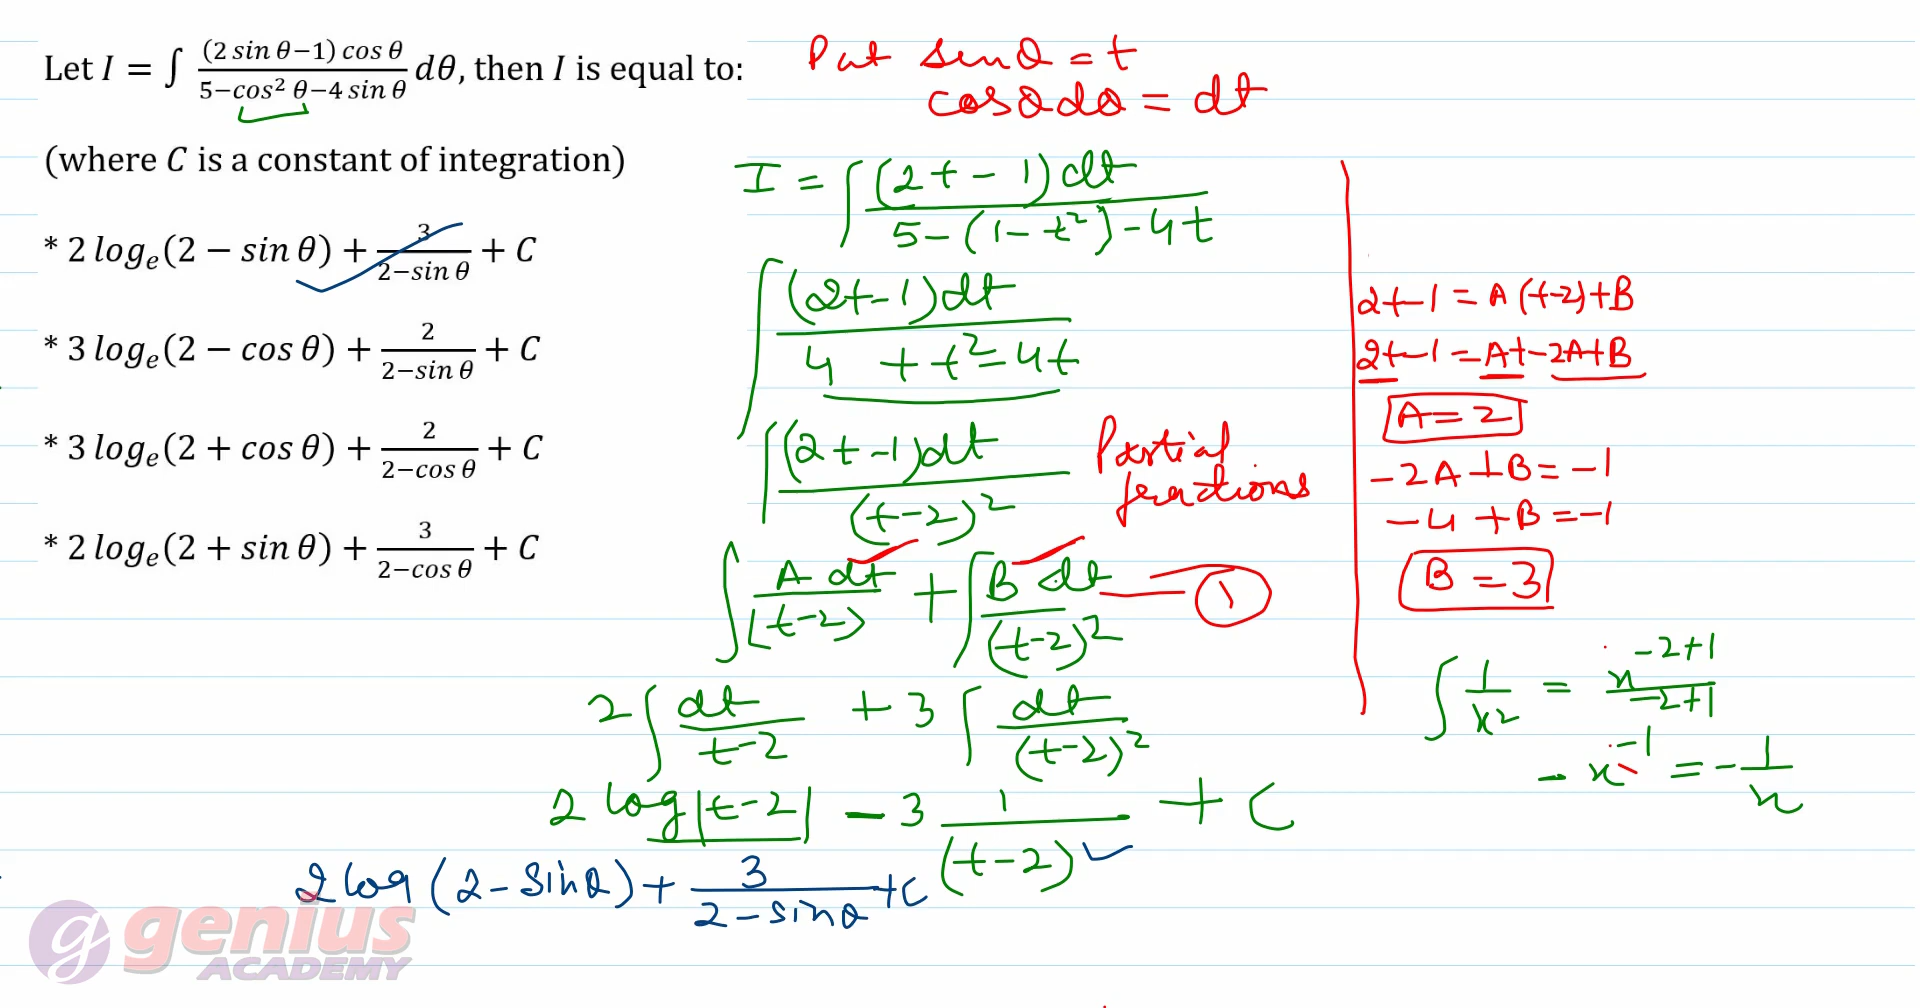 Let I = ∫ (2 sin θ−1) cos θ / 5−cos² θ−4 sin θ dθ, then I is equal to:
(where C is a constant of integration)
* 2 logₑ(2 − sin θ) + 3 / 2−sin θ + C
* 3 logₑ(2 − cos θ) + 2 / 2−sin θ + C
* 3 logₑ(2 + cos θ) + 2 / 2−cos θ + C
* 2 logₑ(2 + sin θ) + 3 / 2−cos θ + C
Put sinθ = t
cosθ dθ = dt
I = ∫ (2t − 1)dt / 5 − (1 − t²) − 4t
∫ (2t−1)dt / 4 + t² − 4t
∫ (2t−1)dt / (t−2)²
Partial
fractions
∫ A dt / (t−2) + ∫ B dt / (t−2)² — 1
2 ∫ dt / t−2 + 3 ∫ dt / (t−2)²
2 log|t−2| − 3 1 / (t−2) + C
2 log (2 − sinθ) + 3 / 2 − sinθ + C
2t−1 = A(t−2)+B
2t−1 = At−2A+B
A = 2
−2A + B = −1
−4 + B = −1
B = 3
∫ 1 / x² = x⁻²⁺¹ / −2+1
− x⁻¹ = − 1 / x
g genius
ACADEMY